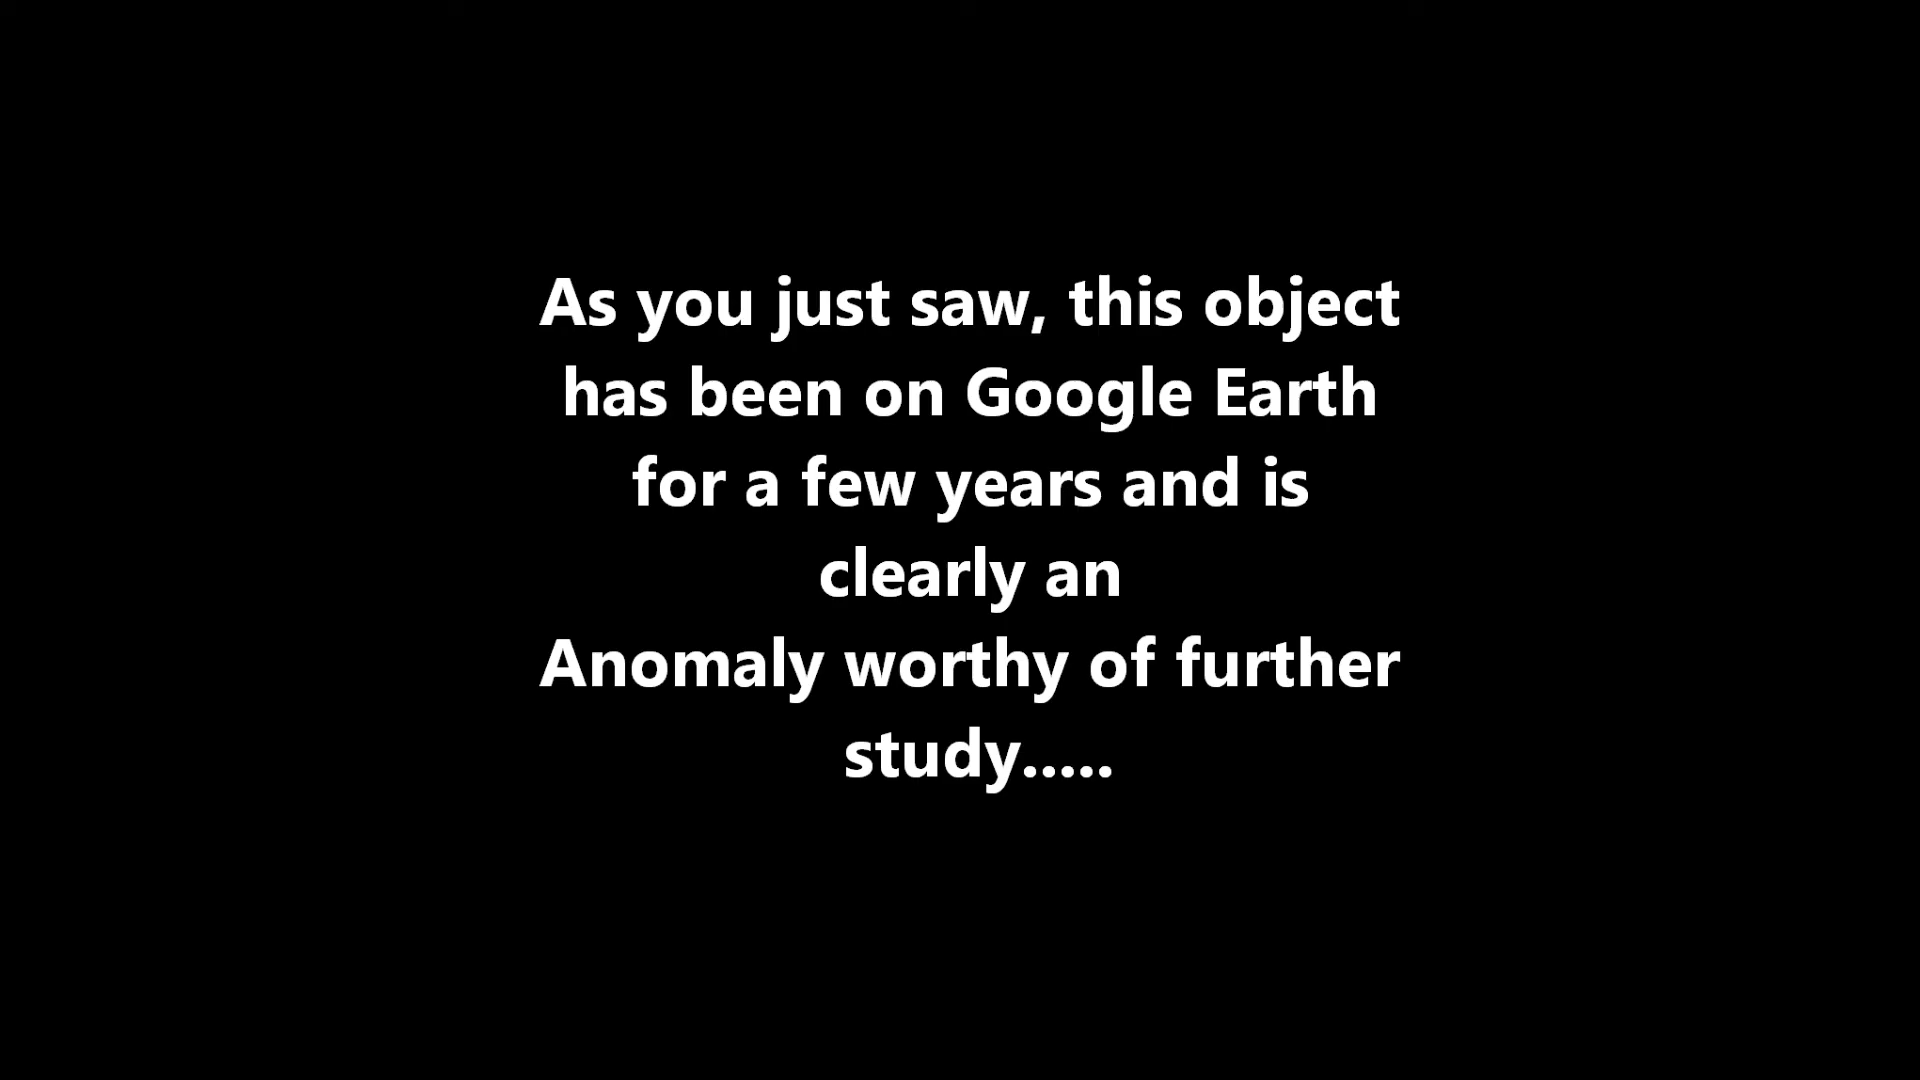 As you just saw, this object
has been on Google Earth
for a few years and is
clearly an
Anomaly worthy of further
study.....